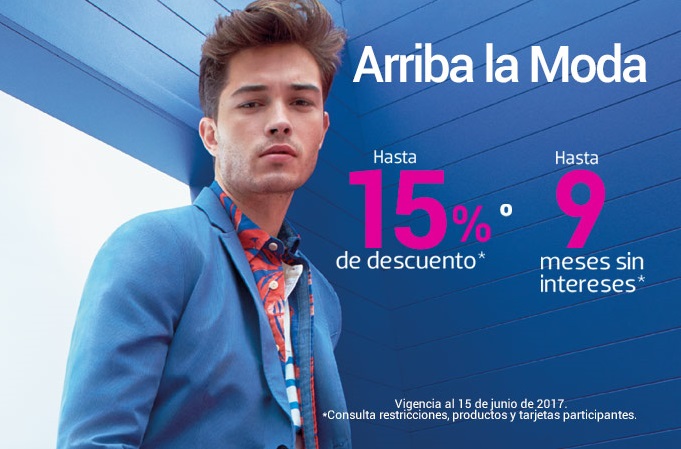 Arriba la Moda
Hasta
15%
de descuento*
o
Hasta
9
meses sin
intereses*
Vigencia al 15 de junio de 2017.
*Consulta restricciones, productos y tarjetas participantes.